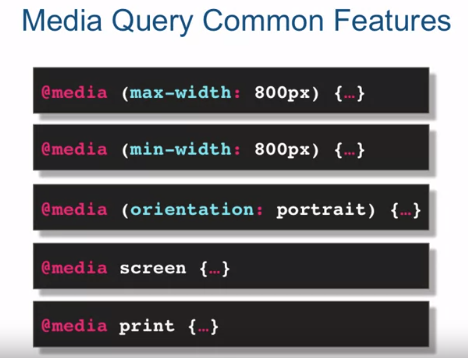 Media Query Common Features
@media (max-width: 800px) {…}
@media (min-width: 800px) {…}
@media (orientation: portrait) {…}
@media screen {…}
@media print {…}